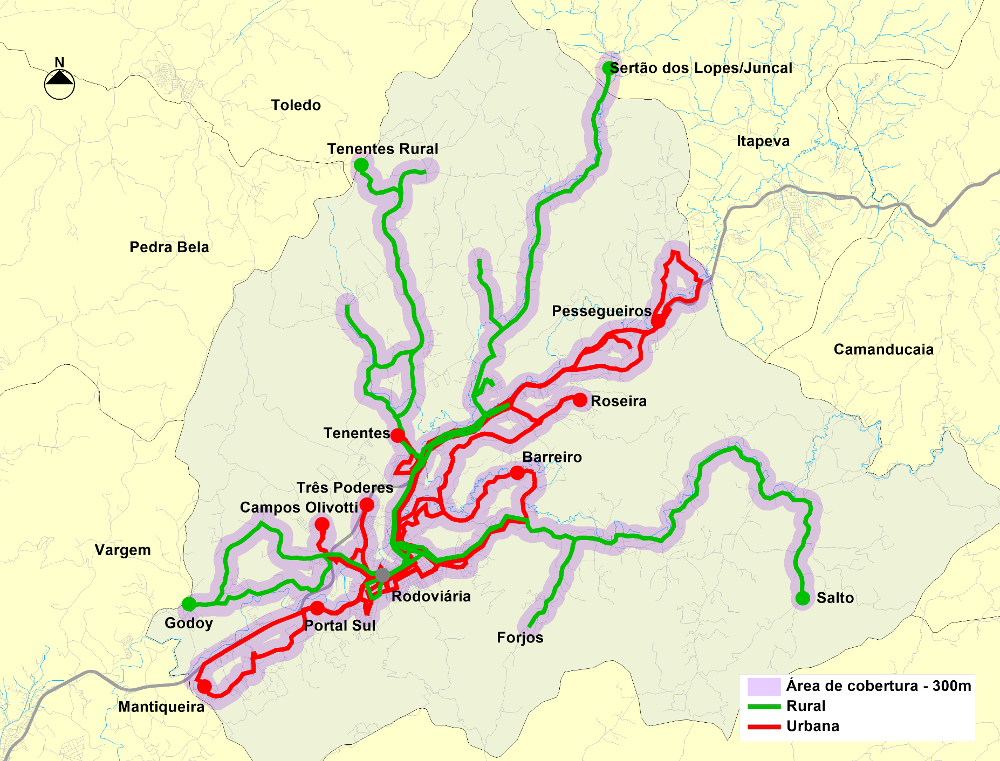 N
Sertão dos Lopes/Juncal
Toledo
Itapeva
Tenentes Rural
Pedra Bela
Pessegueiros
Camanducaia
Roseira
Tenentes
Barreiro
Três Poderes
Campos Olivotti
Vargem
Rodoviária
Salto
Godoy
Portal Sul
Forjos
Mantiqueira
Área de cobertura - 300m
Rural
Urbana